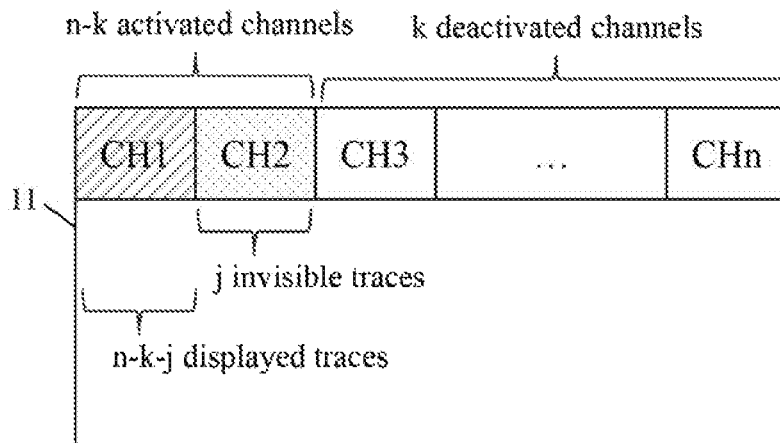 n-k activated channels
k deactivated channels
CH1 CH2 CH3 ... CHn
11
j invisible traces
n-k-j displayed traces